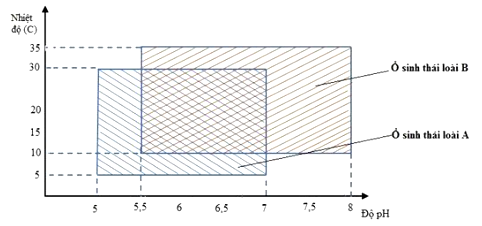 Nhiệt
độ (C)
35
30
20
15
10
5
Ổ sinh thái loài B
Ổ sinh thái loài A
5 5,5 6 6,5 7 7,5 8 Độ pH